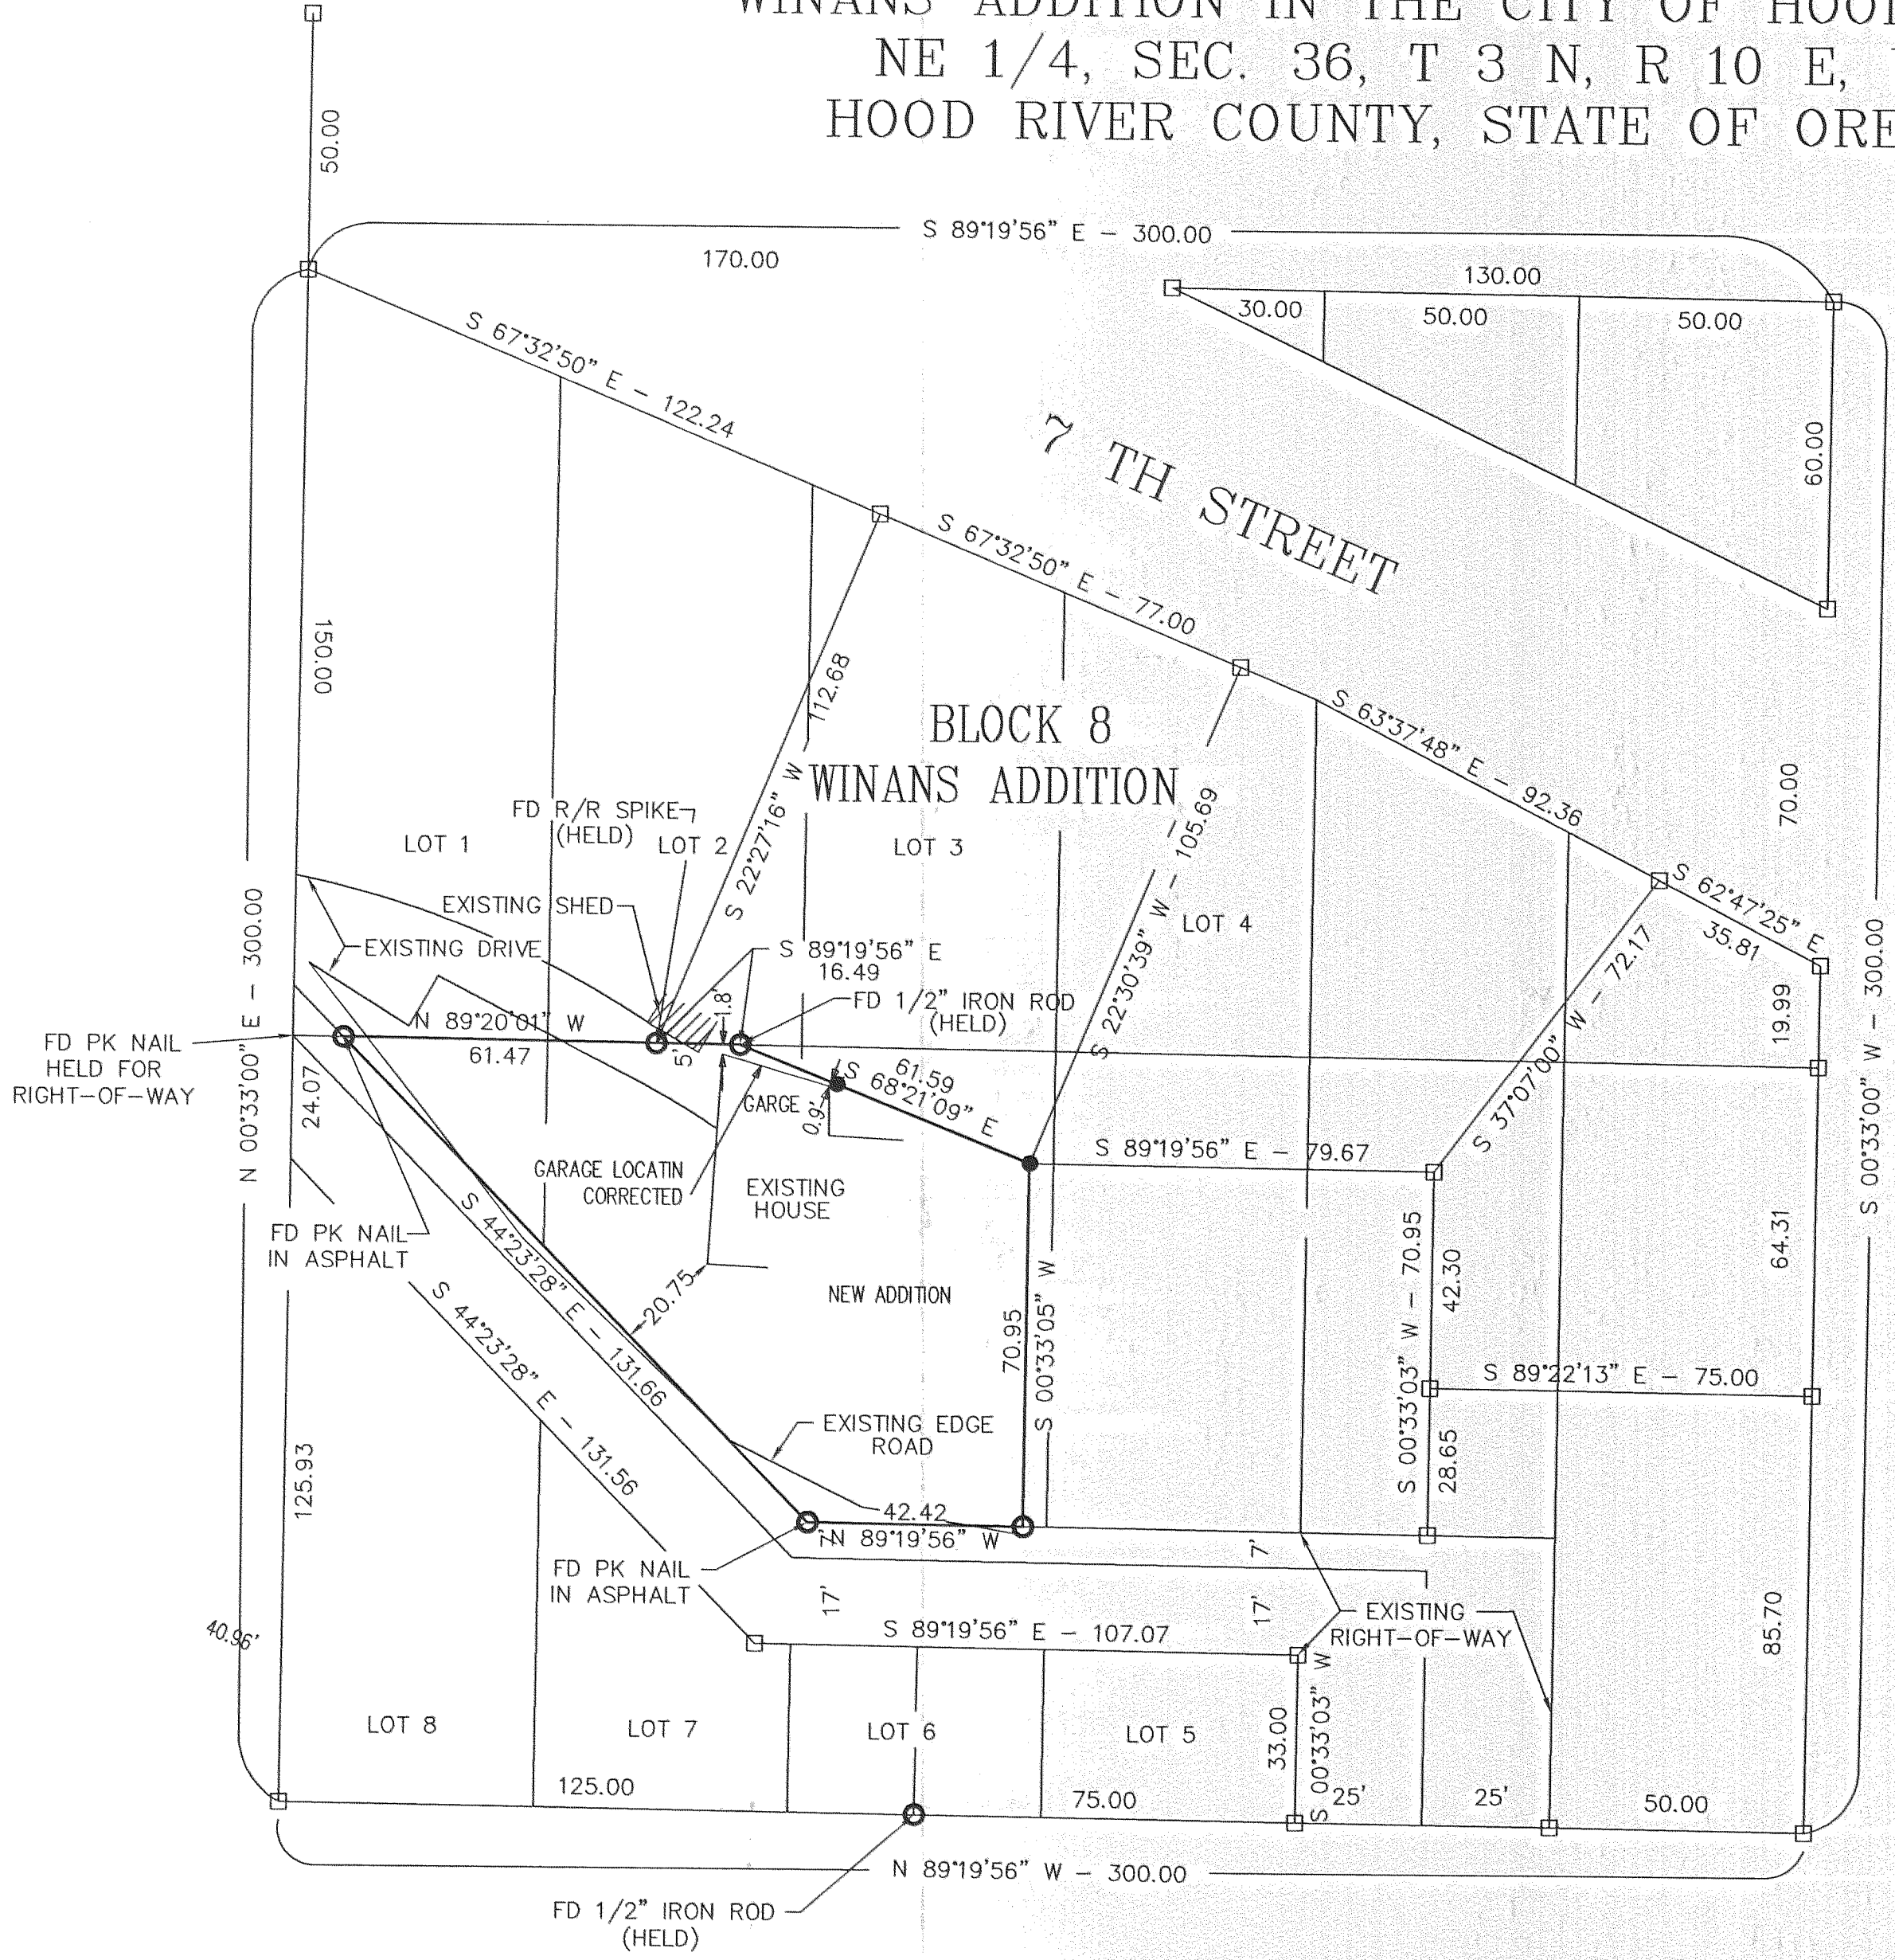 WINANS ADDITION IN THE CITY OF
NE 1/4, SEC. 36, T 3 N, R 10 E,
HOOD RIVER COUNTY, STATE OF
50.00
S 89°19'56" E - 300.00
170.00
130.00
30.00
50.00
50.00
S 67°32'50" E - 122.24
60.00
7 TH STREET
S 67°32'50" E - 77.00
150.00
112.68
S 22°27'16" W
BLOCK 8
WINANS ADDITION
S 63°37'48" E - 92.36
70.00
FD R/R SPIKE
(HELD)
LOT 1
LOT 2
LOT 3
S 22°30'39" W - 105.69
LOT 4
S 62°47'25" E
35.81
EXISTING SHED
EXISTING DRIVE
S 89°19'56" E
16.49
N 00°33'00" E - 300.00
S 00°33'00" W - 300.00
S 37°07'00" W - 72.17
19.99
1.8'
FD 1/2" IRON ROD
(HELD)
N 89°20'01" W
61.47
5'
FD PK NAIL
HELD FOR
RIGHT-OF-WAY
24.07
61.59
S 68°21'09" E
GARGE
0.9'
S 89°19'56" E - 79.67
GARAGE LOCATIN
CORRECTED
EXISTING
HOUSE
FD PK NAIL
IN ASPHALT
S 44°23'28" E - 131.66
S 44°23'28" E - 131.56
20.75
NEW ADDITION
70.95
S 00°33'05" W
S 00°33'03" W - 70.95
42.30
64.31
S 89°22'13" E - 75.00
28.65
EXISTING EDGE
ROAD
125.93
42.42
7'
N 89°19'56" W
FD PK NAIL
IN ASPHALT
7'
17'
17'
S 89°19'56" E - 107.07
EXISTING
RIGHT-OF-WAY
85.70
40.96'
LOT 8
LOT 7
LOT 6
LOT 5
33.00
S 00°33'03" W
125.00
75.00
25'
25'
50.00
N 89°19'56" W - 300.00
FD 1/2" IRON ROD
(HELD)